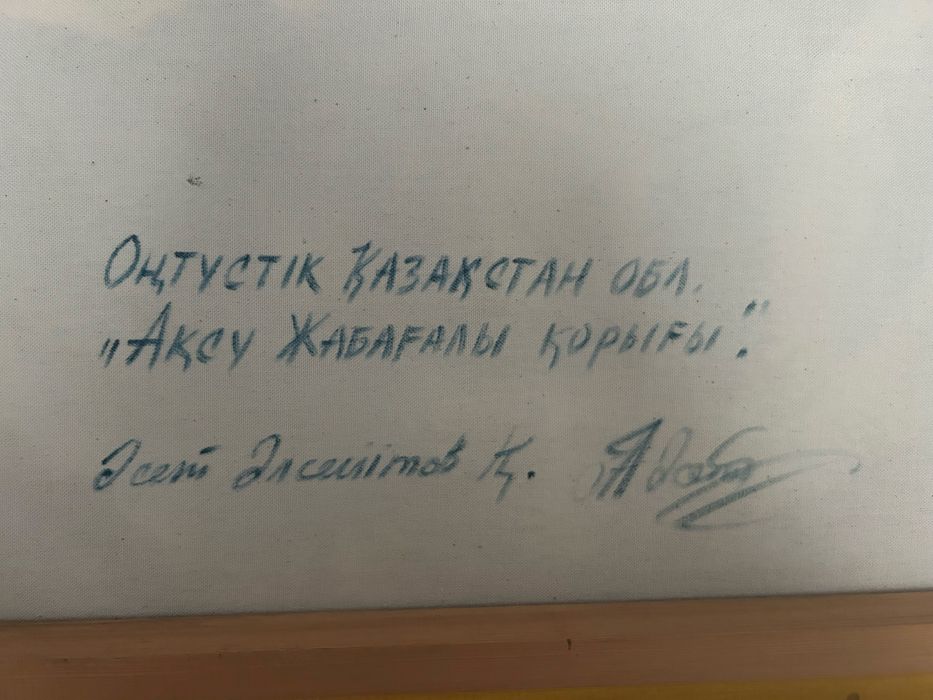 Оңтүстік Қазақстан обл.
„Ақсу Жабағалы қорығы".
Әсет Әлсейітов Қ.